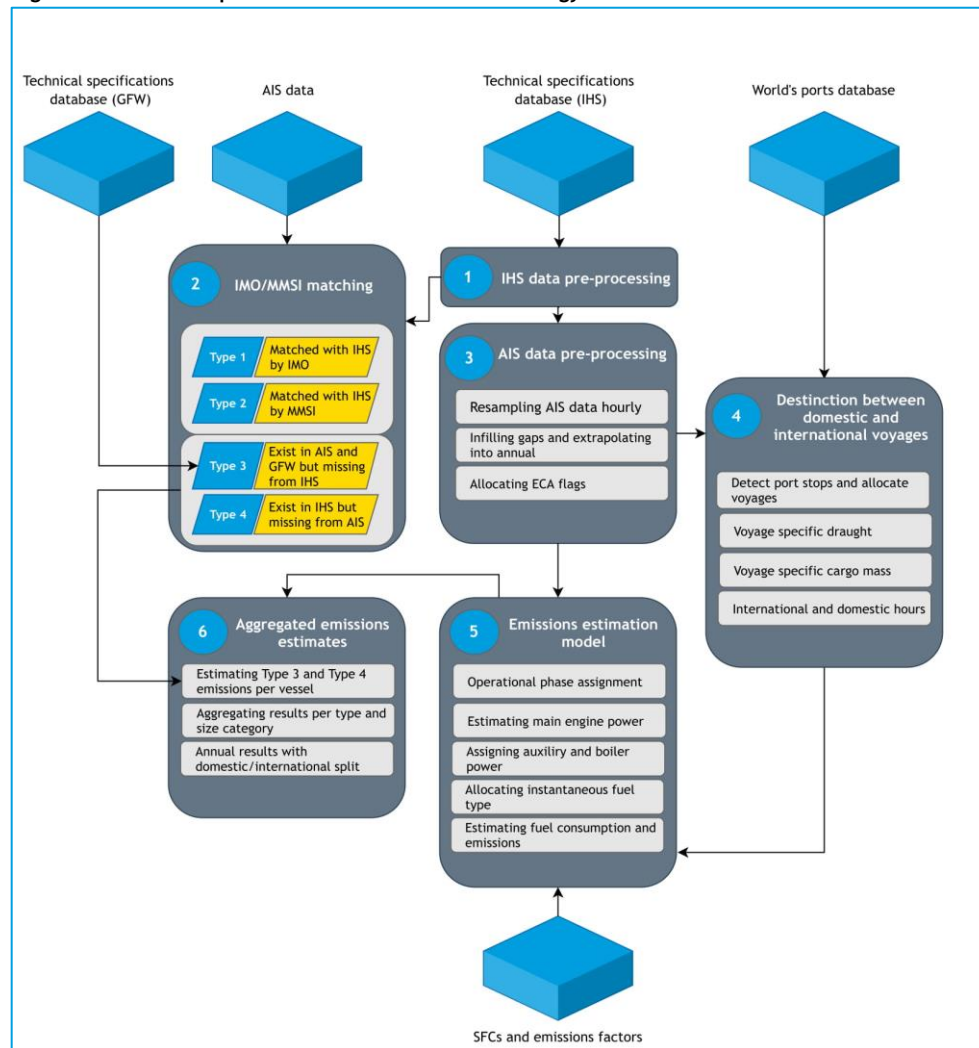 Technical specifications
database (GFW)
AIS data
Technical specifications
database (IHS)
World's ports database
2
IMO/MMSI matching
Type 1
Matched with IHS
by IMO
Type 2
Matched with IHS
by MMSI
Type 3
Exist in AIS and
GFW but missing
from IHS
Type 4
Exist in IHS but
missing from AIS
1
IHS data pre-processing
3
AIS data pre-processing
Resampling AIS data hourly
Infilling gaps and extrapolating
into annual
Allocating ECA flags
4
Destinction between
domestic and
international voyages
Detect port stops and allocate
voyages
Voyage specific draught
Voyage specific cargo mass
International and domestic hours
6
Aggregated emissions
estimates
Estimating Type 3 and Type 4
emissions per vessel
Aggregating results per type and
size category
Annual results with
domestic/international split
5
Emissions estimation
model
Operational phase assignment
Estimating main engine power
Assigning auxiliry and boiler
power
Allocating instantaneous fuel
type
Estimating fuel consumption and
emissions
SFCs and emissions factors